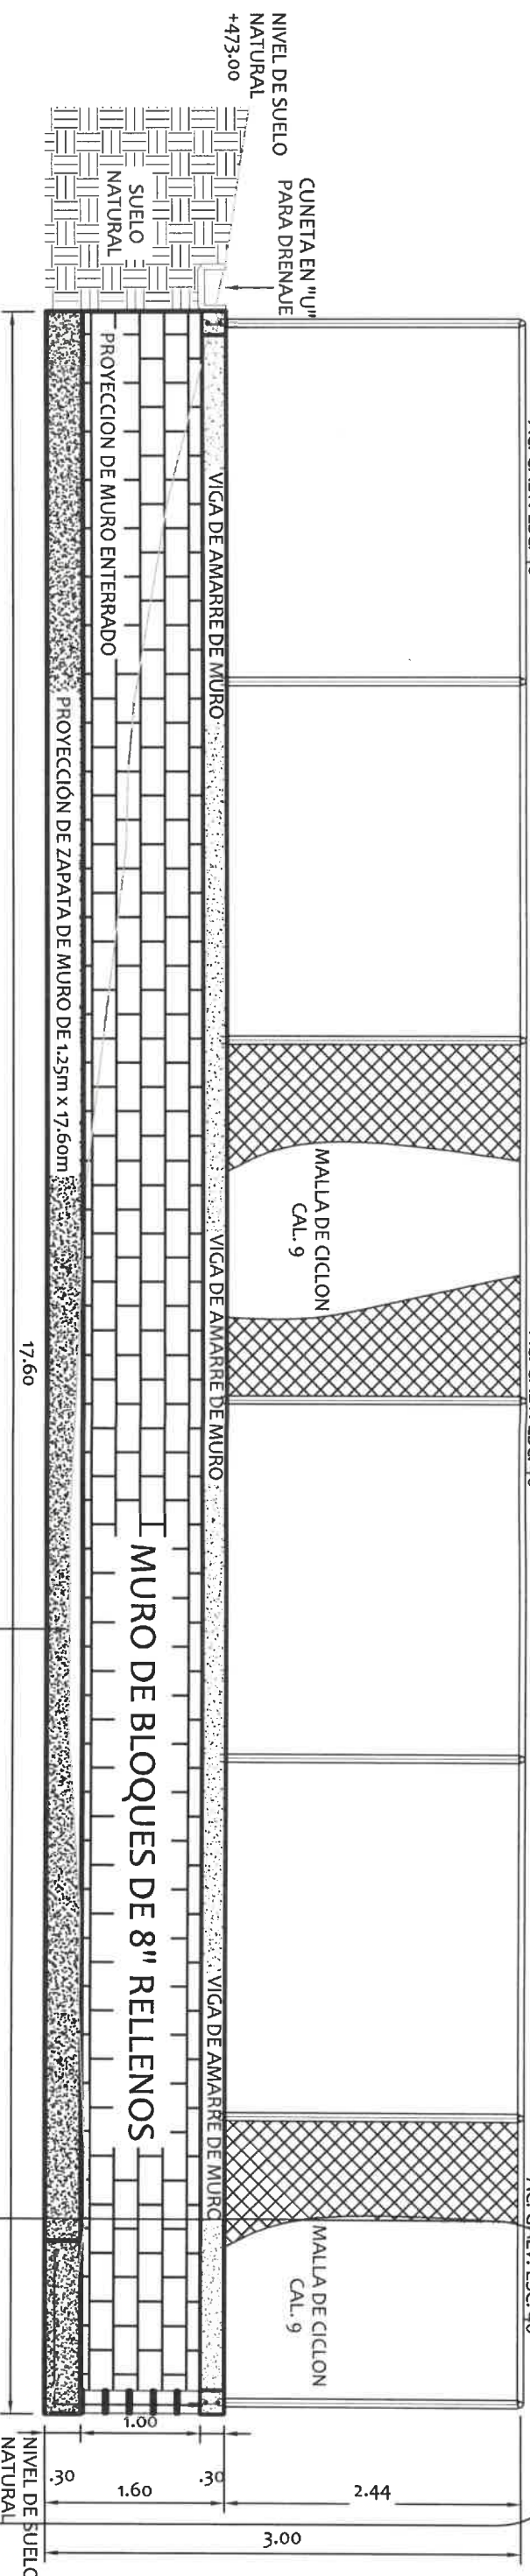 NIVEL DE SUELO
NATURAL
+473.00
CUNETA EN "U"
PARA DRENAJE
SUELO
NATURAL
PROYECCION DE MURO ENTERRADO
VIGA DE AMARRE DE MURO
PROYECCIÓN DE ZAPATA DE MURO DE 1.25m x 17.60m
MALLA DE CICLON
CAL. 9
VIGA DE AMARRE DE MURO
17.60
MURO DE BLOQUES DE 8" RELLENOS
VIGA DE AMARRE DE MURO
MALLA DE CICLON
CAL. 9
1.00
.30
1.60
.30
2.44
3.00
NIVEL DE SUELO
NATURAL